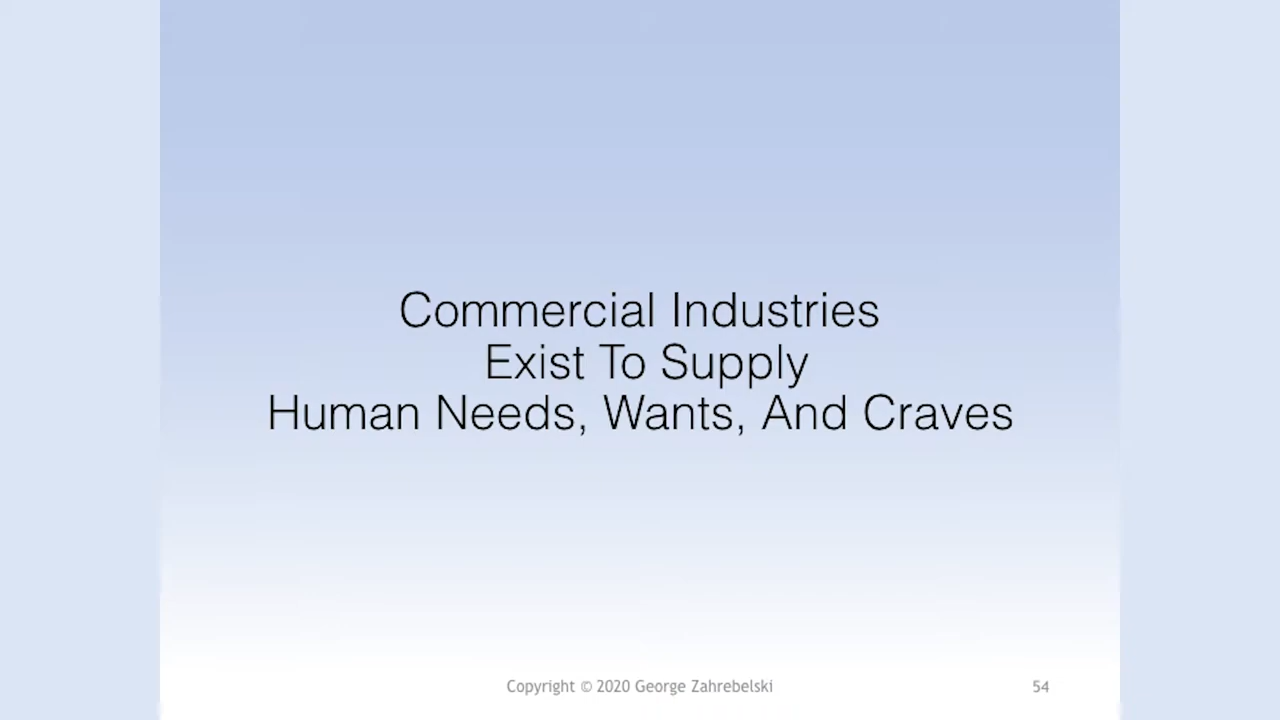 Commercial Industries
Exist To Supply
Human Needs, Wants, And Craves
Copyright © 2020 George Zahrebelski
54